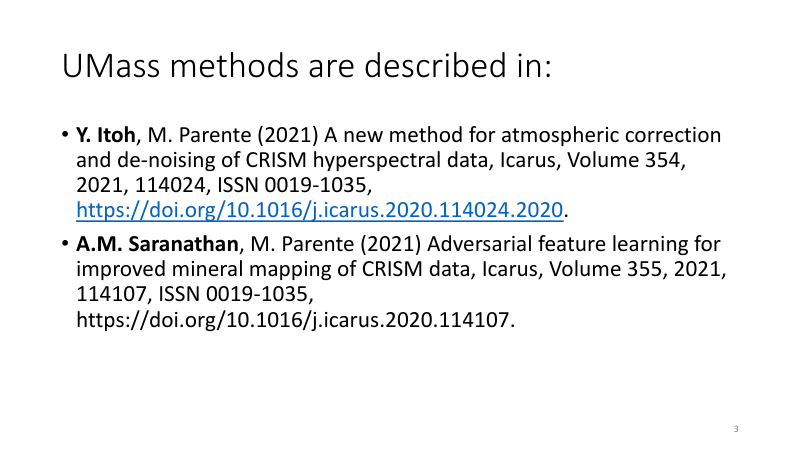 UMass methods are described in:
• Y. Itoh, M. Parente (2021) A new method for atmospheric correction
and de-noising of CRISM hyperspectral data, Icarus, Volume 354,
2021, 114024, ISSN 0019-1035,
https://doi.org/10.1016/j.icarus.2020.114024.2020.
• A.M. Saranathan, M. Parente (2021) Adversarial feature learning for
improved mineral mapping of CRISM data, Icarus, Volume 355, 2021,
114107, ISSN 0019-1035,
https://doi.org/10.1016/j.icarus.2020.114107.
3